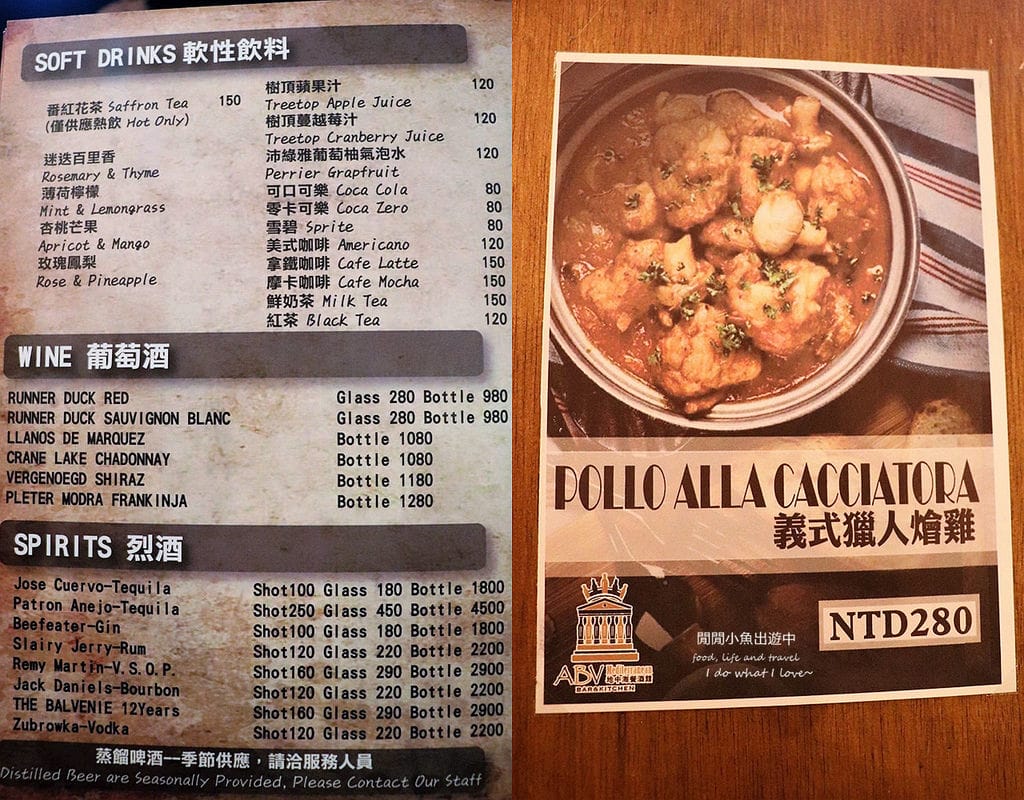 SOFT DRINKS 軟性飲料
番紅花茶 Saffron Tea 150
(僅供應熱飲 Hot Only)
迷迭百里香
Rosemary & Thyme
薄荷檸檬
Mint & Lemongrass
杏桃芒果
Apricot & Mango
玫瑰鳳梨
Rose & Pineapple
樹頂蘋果汁 120
Treetop Apple Juice
樹頂蔓越莓汁 120
Treetop Cranberry Juice
沛綠雅葡萄柚氣泡水 120
Perrier Grapfruit
可口可樂 Coca Cola 80
零卡可樂 Coca Zero 80
雪碧 Sprite 80
美式咖啡 Americano 120
拿鐵咖啡 Cafe Latte 150
摩卡咖啡 Cafe Mocha 150
鮮奶茶 Milk Tea 150
紅茶 Black Tea 120
WINE 葡萄酒
RUNNER DUCK RED Glass 280 Bottle 980
RUNNER DUCK SAUVIGNON BLANC Glass 280 Bottle 980
LLANOS DE MARQUEZ Bottle 1080
CRANE LAKE CHADONNAY Bottle 1080
VERGENOEGD SHIRAZ Bottle 1180
PLETER MODRA FRANKINJA Bottle 1280
SPIRITS 烈酒
Jose Cuervo-Tequila Shot100 Glass 180 Bottle 1800
Patron Anejo-Tequila Shot250 Glass 450 Bottle 4500
Beefeater-Gin Shot100 Glass 180 Bottle 1800
Slairy Jerry-Rum Shot120 Glass 220 Bottle 2200
Remy Martin-V.S.O.P. Shot160 Glass 290 Bottle 2900
Jack Daniels-Bourbon Shot120 Glass 220 Bottle 2200
THE BALVENIE 12Years Shot160 Glass 290 Bottle 2900
Zubrowka-Vodka Shot120 Glass 220 Bottle 2200
蒸餾啤酒--季節供應，請洽服務人員
Distilled Beer are Seasonally Provided, Please Contact Our Staff
POLLO ALLA CACCIATORA
義式獵人燴雞
NTD280
ABV Mediterranean
地中海餐酒館
BAR&KITCHEN
閒閒小魚出遊中
food, life and travel
I do what I love~